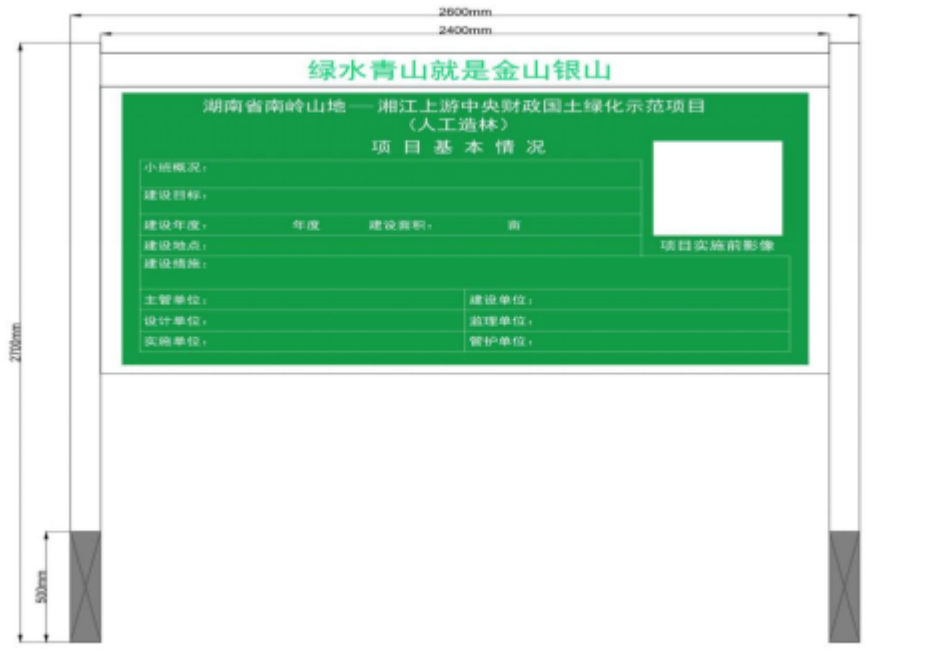 2600mm
2400mm
绿水青山就是金山银山
湖南省南岭山地—湘江上游中央财政国土绿化示范项目
（人工造林）
项目基本情况
小班概况：
建设目标：
建设年度： 年度 建设面积： 亩
建设地点：
项目实施前影像
建设措施：
主管单位： 建设单位：
设计单位： 监理单位：
实施单位： 管护单位：
2700mm
500mm